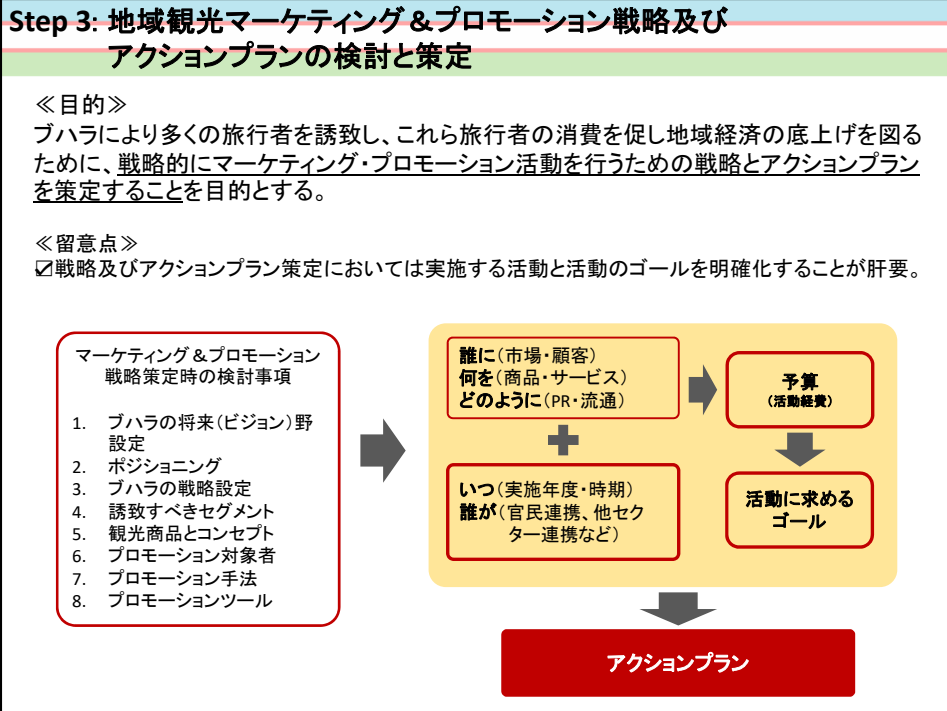 Step 3: 地域観光マーケティング＆プロモーション戦略及び
アクションプランの検討と策定
≪目的≫
ブハラにより多くの旅行者を誘致し、これら旅行者の消費を促し地域経済の底上げを図る
ために、戦略的にマーケティング・プロモーション活動を行うための戦略とアクションプラン
を策定することを目的とする。
≪留意点≫
☑戦略及びアクションプラン策定においては実施する活動と活動のゴールを明確化することが肝要。
マーケティング＆プロモーション
戦略策定時の検討事項
1. ブハラの将来（ビジョン）野
設定
2. ポジショニング
3. ブハラの戦略設定
4. 誘致すべきセグメント
5. 観光商品とコンセプト
6. プロモーション対象者
7. プロモーション手法
8. プロモーションツール
誰に（市場・顧客）
何を（商品・サービス）
どのように（PR・流通）
いつ（実施年度・時期）
誰が（官民連携、他セク
ター連携など）
予算
（活動経費）
活動に求める
ゴール
アクションプラン